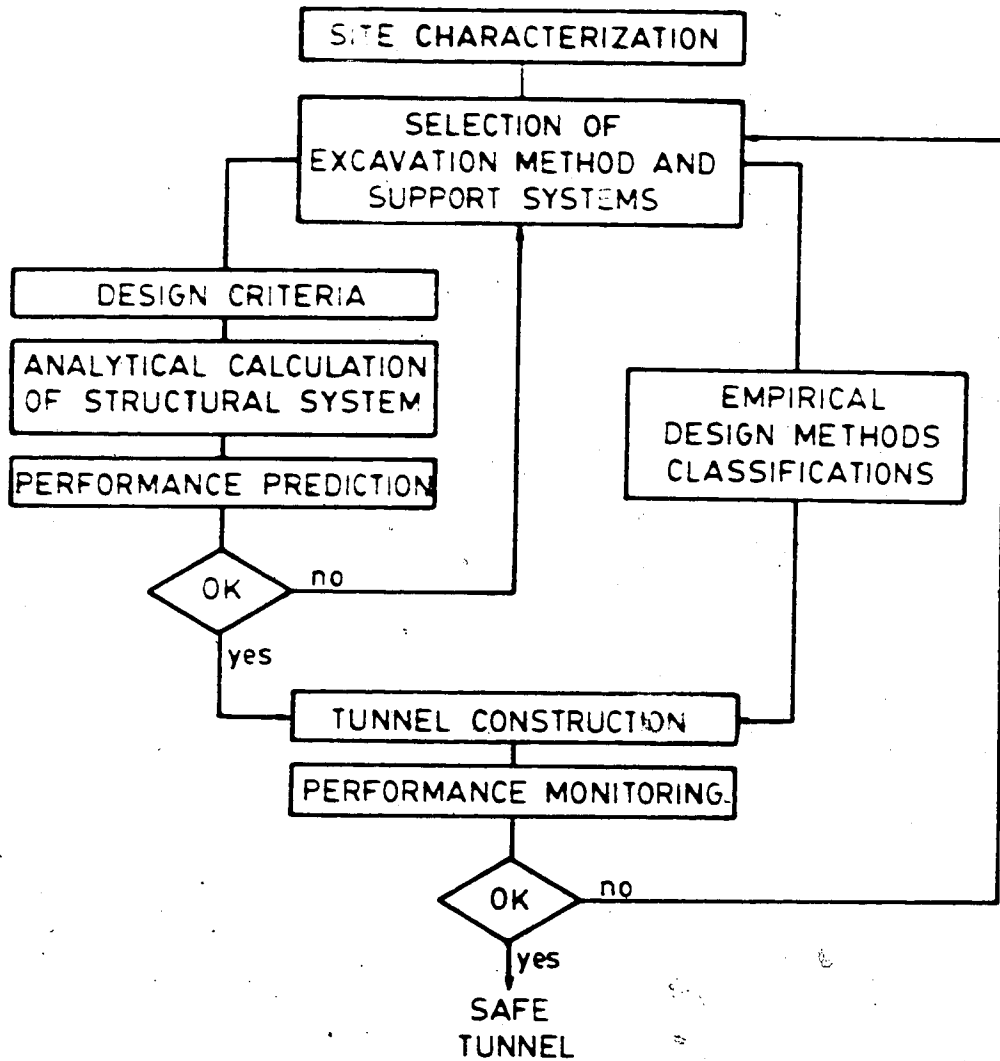 SITE CHARACTERIZATION
SELECTION OF
EXCAVATION METHOD AND
SUPPORT SYSTEMS
DESIGN CRITERIA
ANALYTICAL CALCULATION
OF STRUCTURAL SYSTEM
PERFORMANCE PREDICTION
OK
no
yes
EMPIRICAL
DESIGN METHODS
CLASSIFICATIONS
TUNNEL CONSTRUCTION
PERFORMANCE MONITORING
OK
no
yes
SAFE
TUNNEL